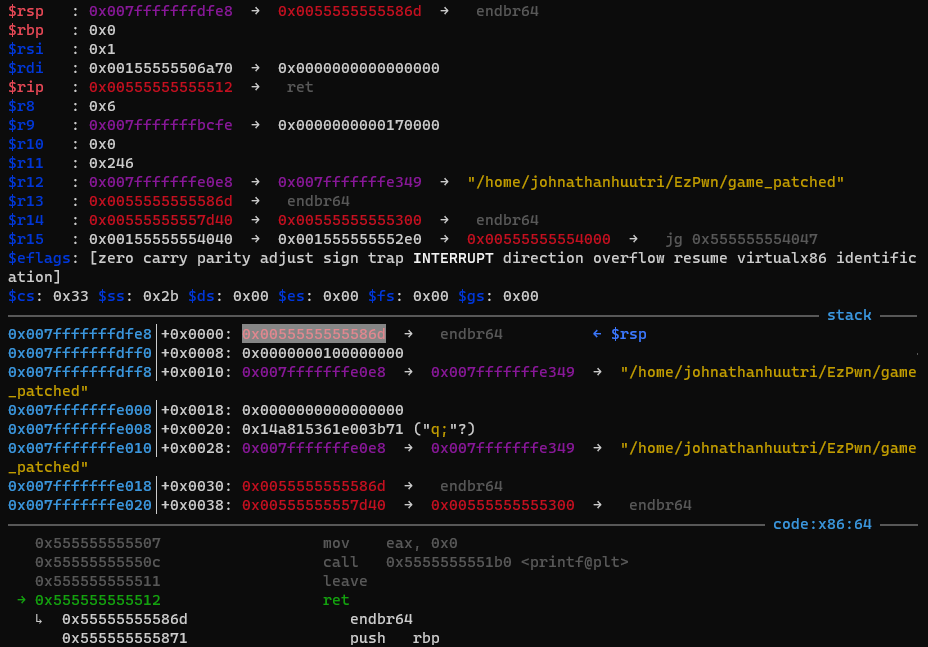 $rsp   : 0x007fffffffdfe8  →  0x0055555555586d  →   endbr64
$rbp   : 0x0
$rsi   : 0x1
$rdi   : 0x00155555506a70  →  0x0000000000000000
$rip   : 0x00555555555512  →   ret
$r8    : 0x6
$r9    : 0x007fffffffbcfe  →  0x0000000000170000
$r10   : 0x0
$r11   : 0x246
$r12   : 0x007fffffffe0e8  →  0x007fffffffe349  →  "/home/johnathanhuutri/EzPwn/game_patched"
$r13   : 0x0055555555586d  →   endbr64
$r14   : 0x00555555557d40  →  0x00555555555300  →   endbr64
$r15   : 0x00155555554040  →  0x001555555552e0  →  0x00555555554000  →   jg 0x555555554047
$eflags: [zero carry parity adjust sign trap INTERRUPT direction overflow resume virtualx86 identific
ation]
$cs: 0x33 $ss: 0x2b $ds: 0x00 $es: 0x00 $fs: 0x00 $gs: 0x00
stack
0x007fffffffdfe8│+0x0000: 0x0055555555586d  →   endbr64          ← $rsp
0x007fffffffdff0│+0x0008: 0x0000000100000000
0x007fffffffdff8│+0x0010: 0x007fffffffe0e8  →  0x007fffffffe349  →  "/home/johnathanhuutri/EzPwn/game
_patched"
0x007fffffffe000│+0x0018: 0x0000000000000000
0x007fffffffe008│+0x0020: 0x14a815361e003b71 ("q;"?)
0x007fffffffe010│+0x0028: 0x007fffffffe0e8  →  0x007fffffffe349  →  "/home/johnathanhuutri/EzPwn/game
_patched"
0x007fffffffe018│+0x0030: 0x0055555555586d  →   endbr64
0x007fffffffe020│+0x0038: 0x00555555557d40  →  0x00555555555300  →   endbr64
code:x86:64
0x555555555507                  mov    eax, 0x0
0x55555555550c                  call   0x5555555551b0 <printf@plt>
0x555555555511                  leave
→ 0x555555555512                  ret
↳  0x55555555586d                  endbr64
0x555555555871                  push   rbp